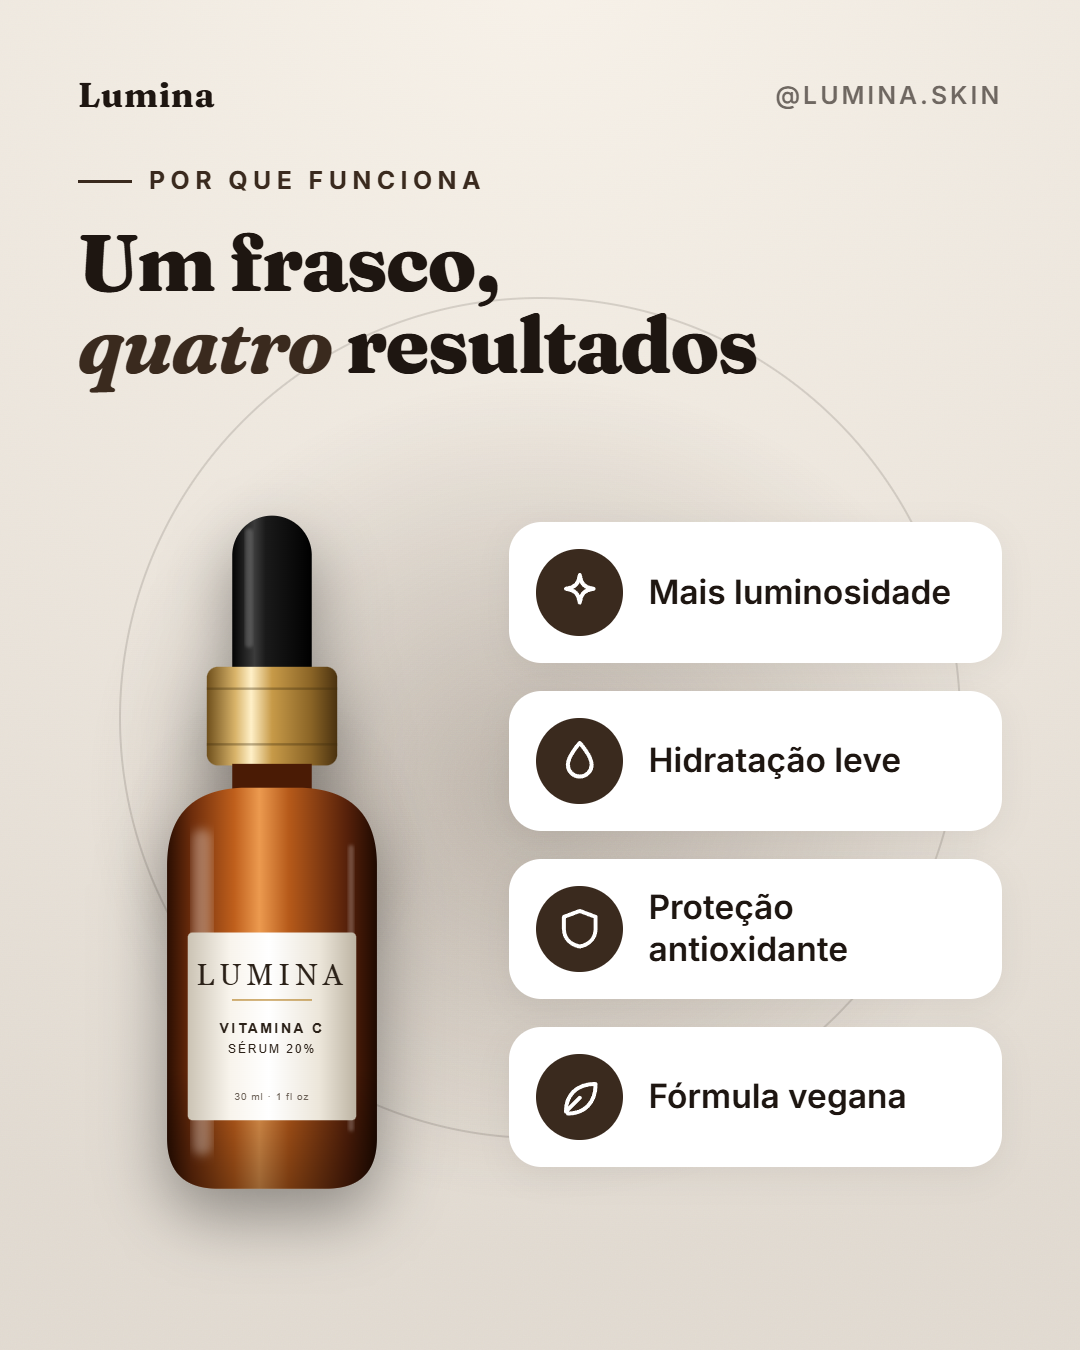 Lumina
@LUMINA.SKIN
POR QUE FUNCIONA
Um frasco,
quatro resultados
Mais luminosidade
Hidratação leve
Proteção
antioxidante
Fórmula vegana
LUMINA
VITAMINA C
SÉRUM 20%
30 ml · 1 fl oz